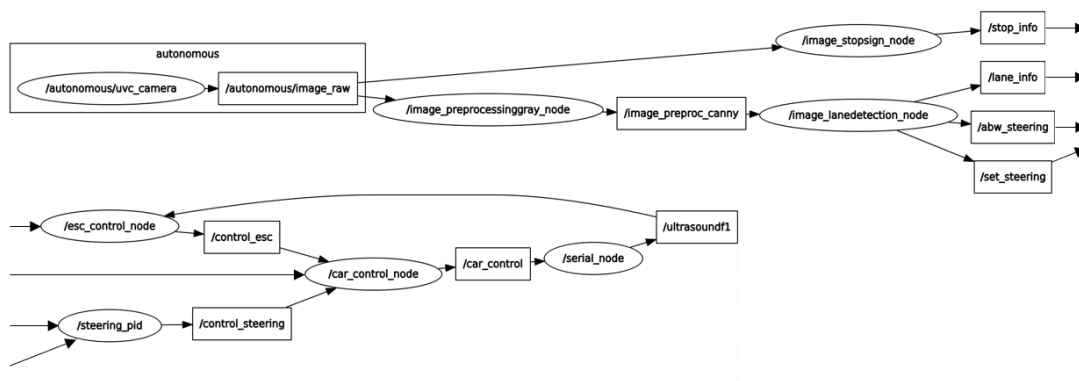 autonomous
/autonomous/uvc_camera
/autonomous/image_raw
/image_stopsign_node
/stop_info
/image_preprocessinggray_node
/image_preproc_canny
/image_lanedetection_node
/lane_info
/abw_steering
/set_steering
/esc_control_node
/control_esc
/car_control_node
/car_control
/serial_node
/ultrasoundf1
/steering_pid
/control_steering